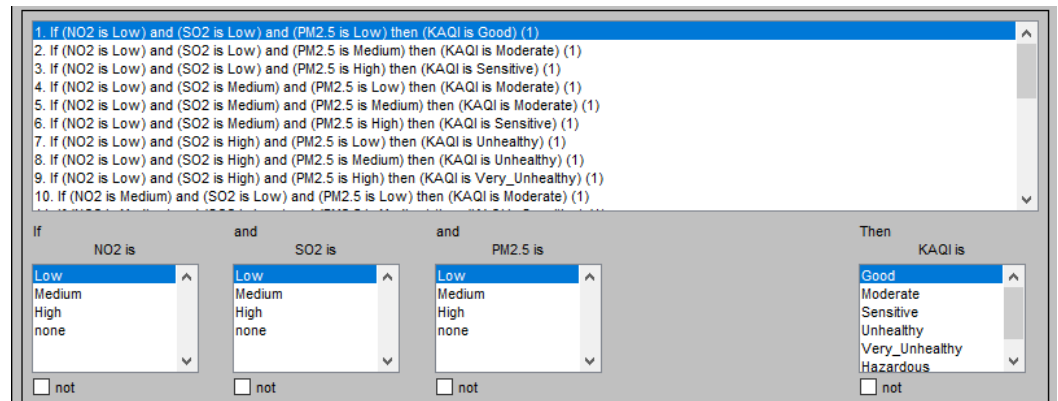 1. If (NO2 is Low) and (SO2 is Low) and (PM2.5 is Low) then (KAQI is Good) (1)
2. If (NO2 is Low) and (SO2 is Low) and (PM2.5 is Medium) then (KAQI is Moderate) (1)
3. If (NO2 is Low) and (SO2 is Low) and (PM2.5 is High) then (KAQI is Sensitive) (1)
4. If (NO2 is Low) and (SO2 is Medium) and (PM2.5 is Low) then (KAQI is Moderate) (1)
5. If (NO2 is Low) and (SO2 is Medium) and (PM2.5 is Medium) then (KAQI is Moderate) (1)
6. If (NO2 is Low) and (SO2 is Medium) and (PM2.5 is High) then (KAQI is Sensitive) (1)
7. If (NO2 is Low) and (SO2 is High) and (PM2.5 is Low) then (KAQI is Unhealthy) (1)
8. If (NO2 is Low) and (SO2 is High) and (PM2.5 is Medium) then (KAQI is Unhealthy) (1)
9. If (NO2 is Low) and (SO2 is High) and (PM2.5 is High) then (KAQI is Very_Unhealthy) (1)
10. If (NO2 is Medium) and (SO2 is Low) and (PM2.5 is Low) then (KAQI is Moderate) (1)
If
NO2 is
Low
Medium
High
none
not
and
SO2 is
Low
Medium
High
none
not
and
PM2.5 is
Low
Medium
High
none
not
Then
KAQI is
Good
Moderate
Sensitive
Unhealthy
Very_Unhealthy
Hazardous
not